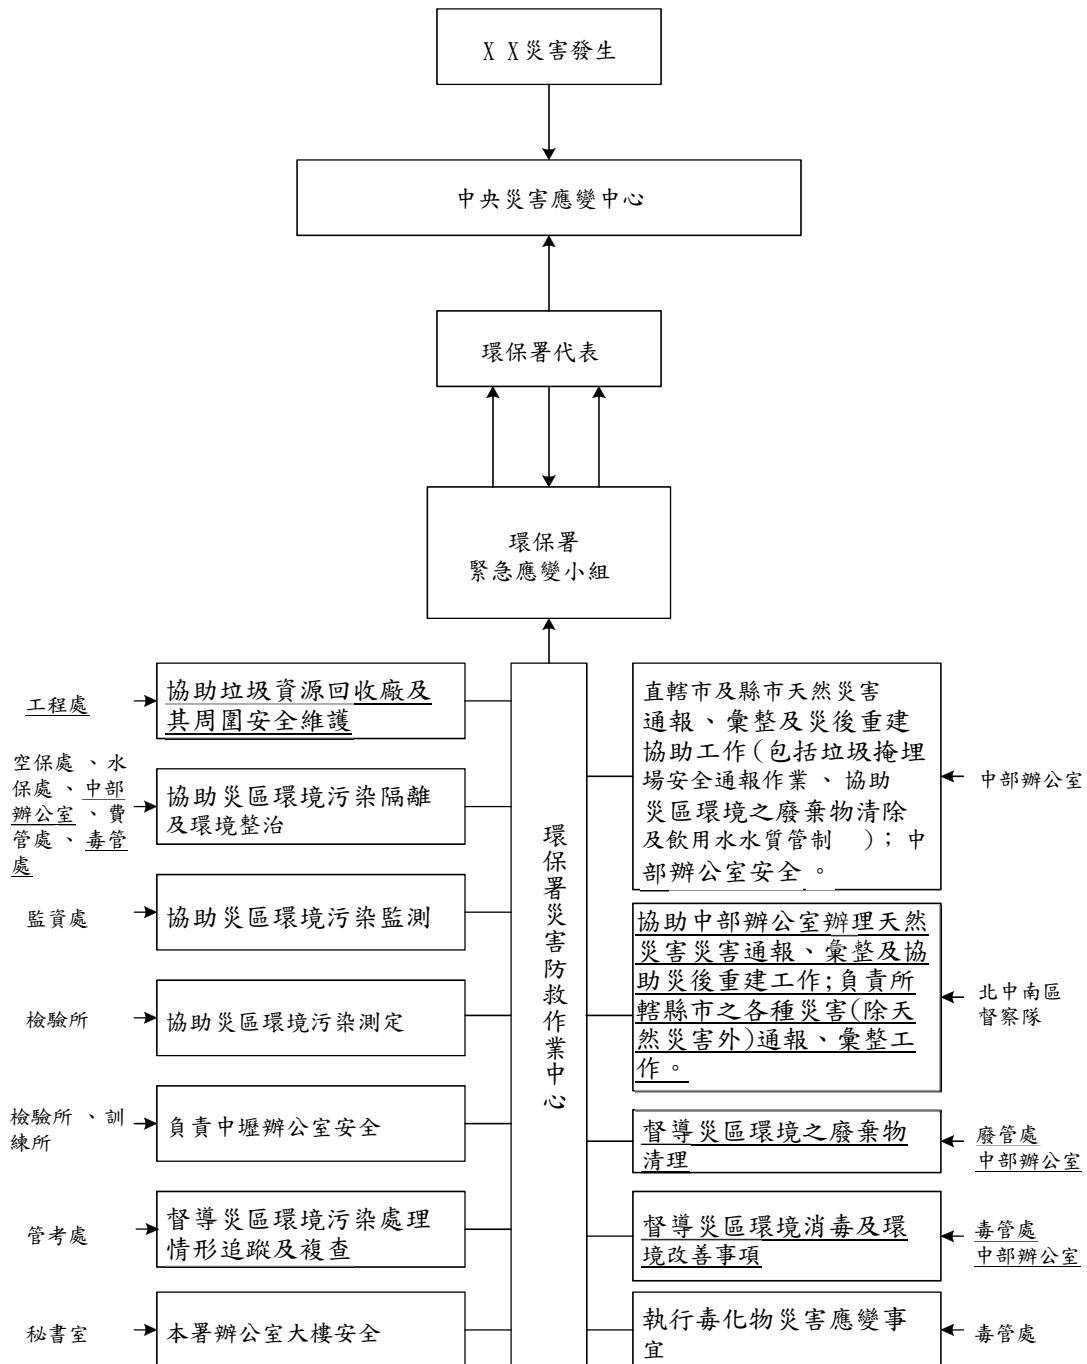 X X災害發生
中央災害應變中心
環保署代表
環保署
緊急應變小組
工程處
協助垃圾資源回收廠及
其周圍安全維護
空保處、水
保處、中部
辦公室、費
管處、毒管
處
協助災區環境污染隔離
及環境整治
監資處
協助災區環境污染監測
檢驗所
協助災區環境污染測定
檢驗所、訓
練所
負責中壢辦公室安全
管考處
督導災區環境污染處理
情形追蹤及複查
秘書室
本署辦公室大樓安全
環保署災害防救作業中心
直轄市及縣市天然災害
通報、彙整及災後重建
協助工作(包括垃圾掩埋
場安全通報作業、協助
災區環境之廢棄物清除
及飲用水水質管制 );中
部辦公室安全。
中部辦公室
協助中部辦公室辦理天然
災害災害通報、彙整及協
助災後重建工作;負責所
轄縣市之各種災害(除天
然災害外)通報、彙整工
作。
北中南區
督察隊
督導災區環境之廢棄物
清理
廢管處
中部辦公室
督導災區環境消毒及環
境改善事項
毒管處
中部辦公室
執行毒化物災害應變事
宜
毒管處